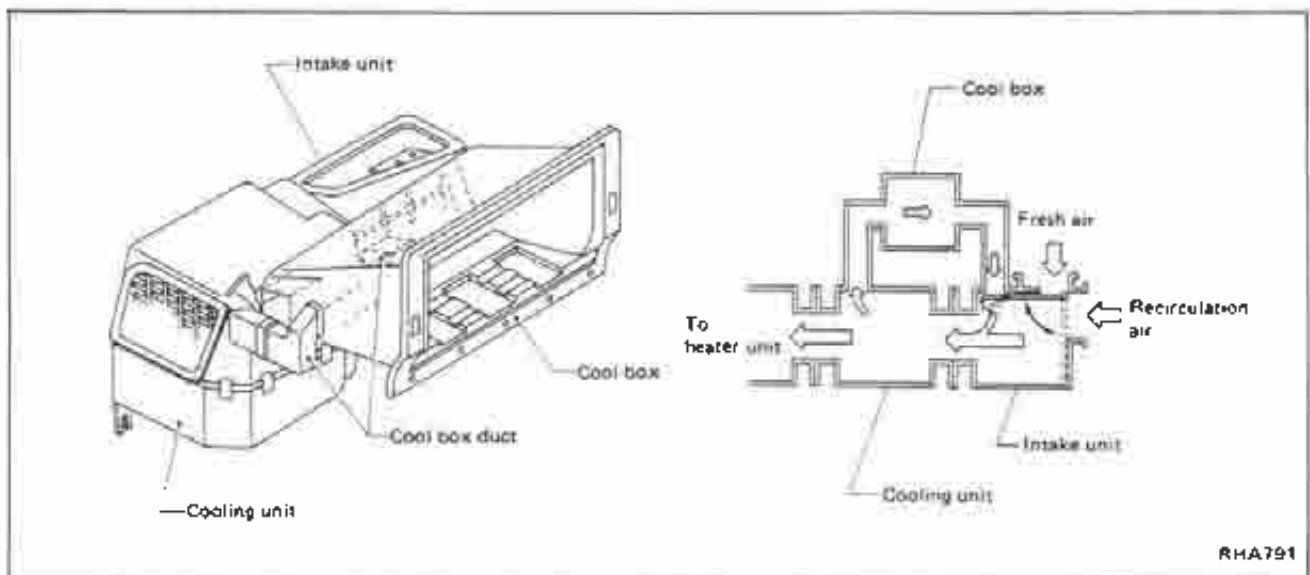 Intake unit
Cool box
Cool box duct
Cooling unit
Cool box
Fresh air
Recirculation
air
To
heater unit
Intake unit
Cooling unit
RHA791